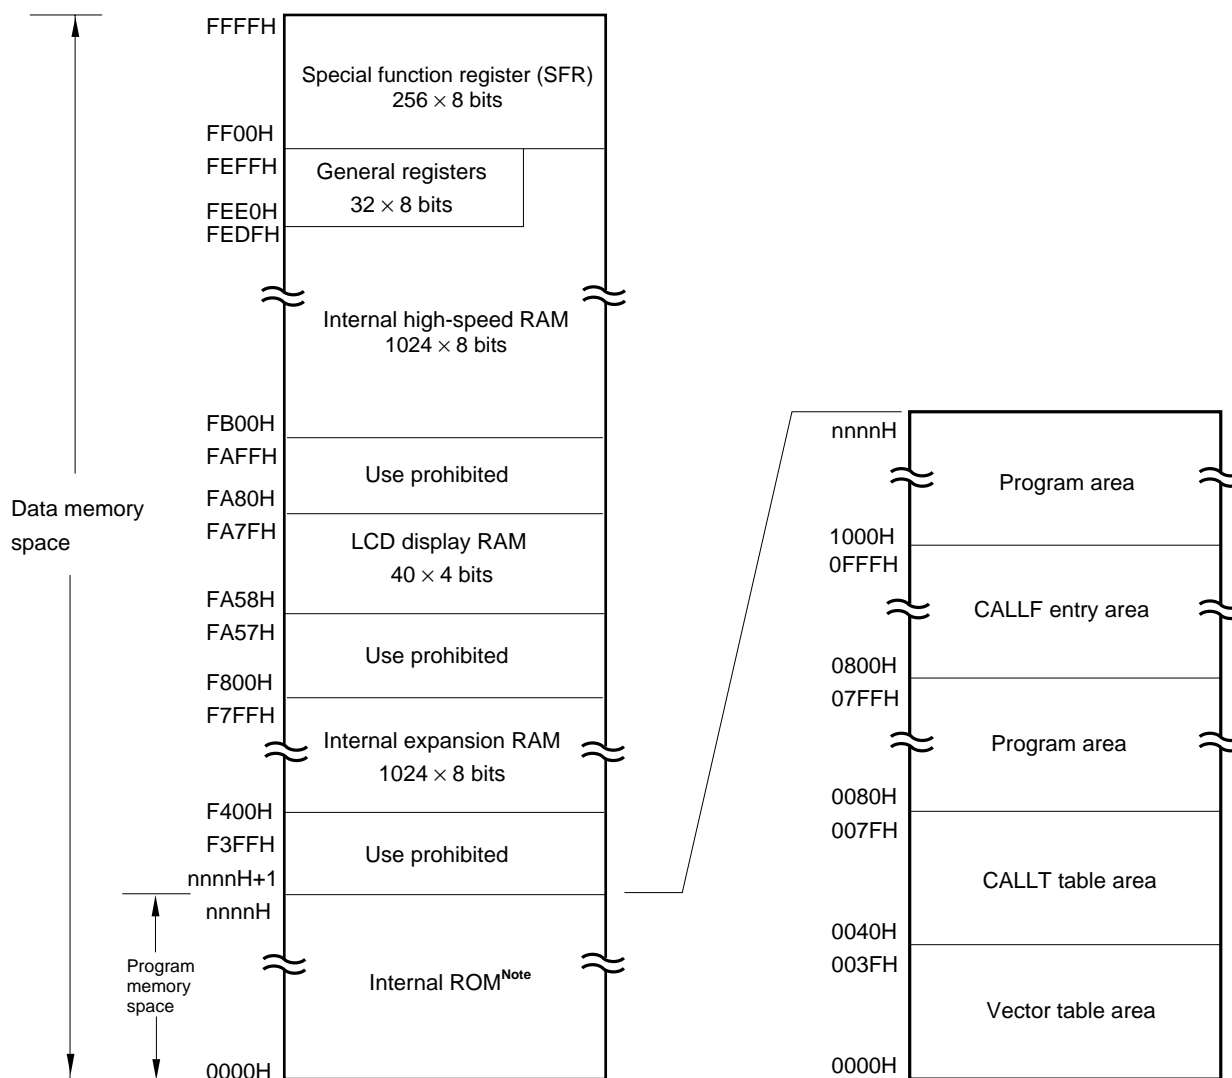 FFFFH
Special function register (SFR)
256 × 8 bits
FF00H
FEFFH
General registers
32 × 8 bits
FEE0H
FEDFH
Internal high-speed RAM
1024 × 8 bits
FB00H
FAFFH
Use prohibited
FA80H
FA7FH
LCD display RAM
40 × 4 bits
FA58H
FA57H
Use prohibited
F800H
F7FFH
Internal expansion RAM
1024 × 8 bits
F400H
F3FFH
Use prohibited
nnnnH+1
nnnnH
Internal ROM Note
0000H
Data memory
space
Program
memory
space
nnnnH
Program area
1000H
0FFFH
CALLF entry area
0800H
07FFH
Program area
0080H
007FH
CALLT table area
0040H
003FH
Vector table area
0000H